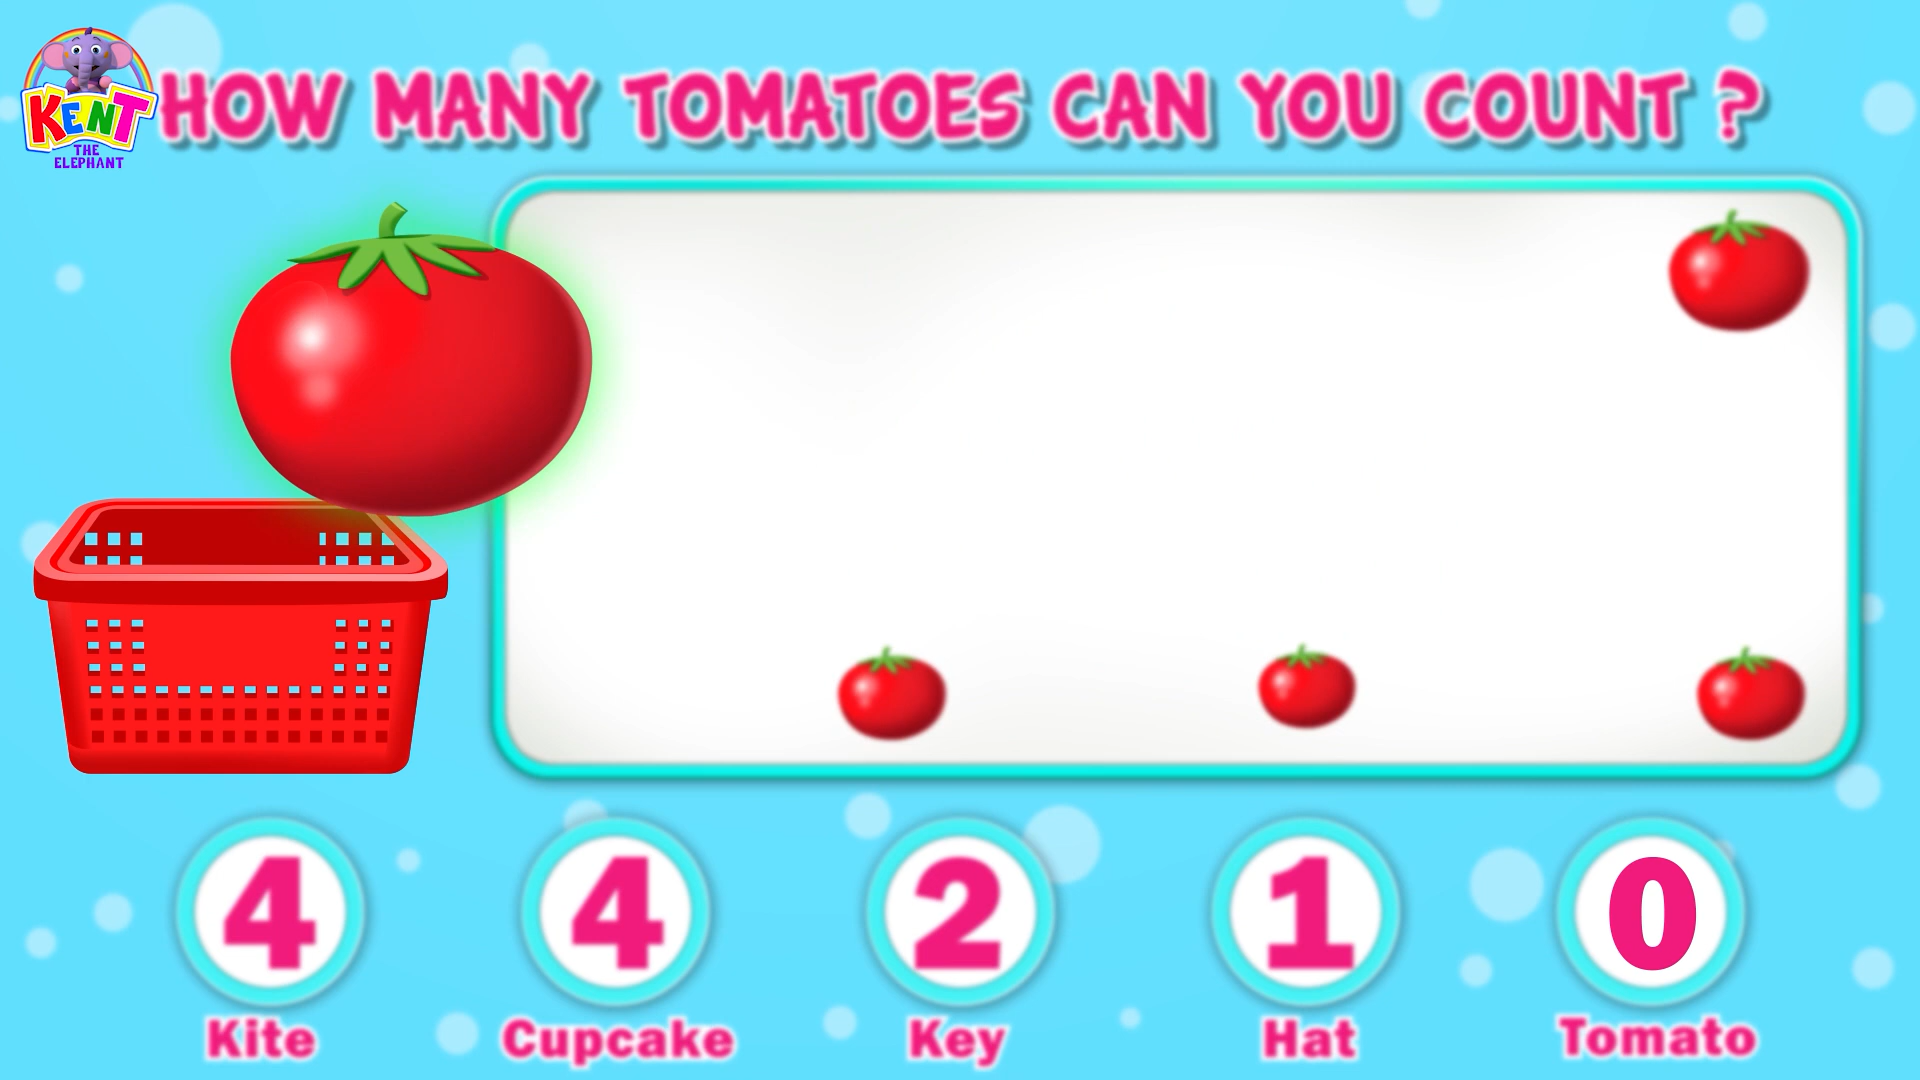 KENT
THE
ELEPHANT
HOW MANY TOMATOES CAN YOU COUNT ?
4 4 2 1 0
Kite Cupcake Key Hat Tomato